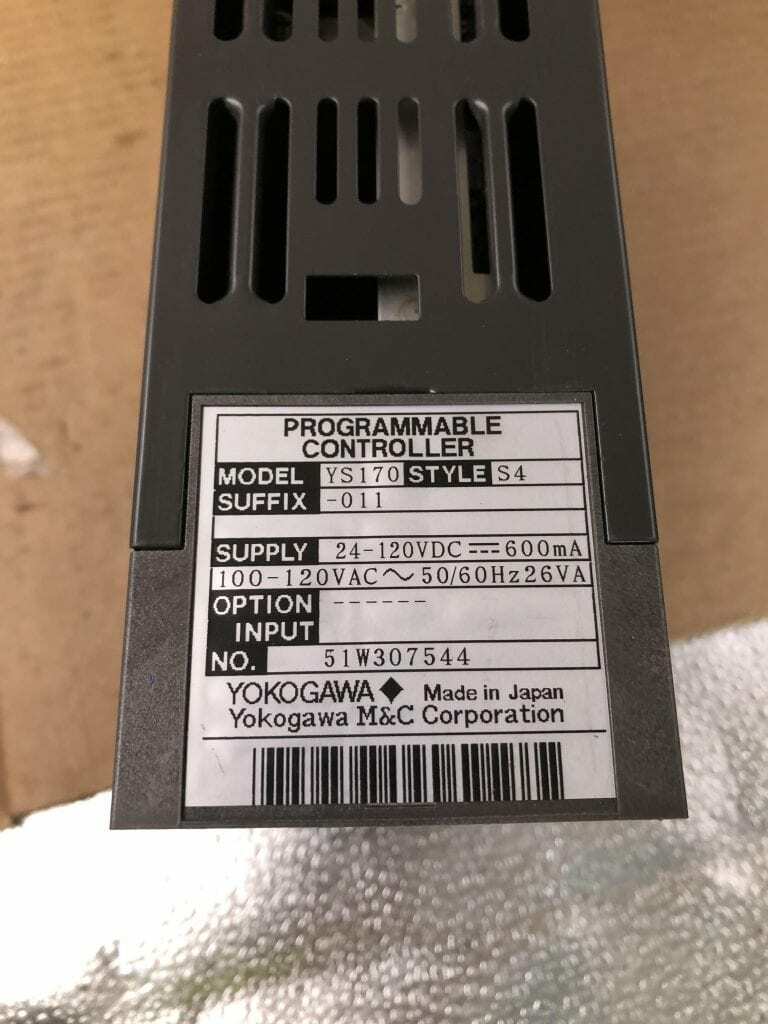 PROGRAMMABLE
CONTROLLER
MODEL YS170 STYLE S4
SUFFIX -011
SUPPLY 24-120VDC ⎓ 600mA
100-120VAC ~ 50/60Hz 26VA
OPTION ------
INPUT
NO. 51W307544
YOKOGAWA ◆ Made in Japan
Yokogawa M&C Corporation